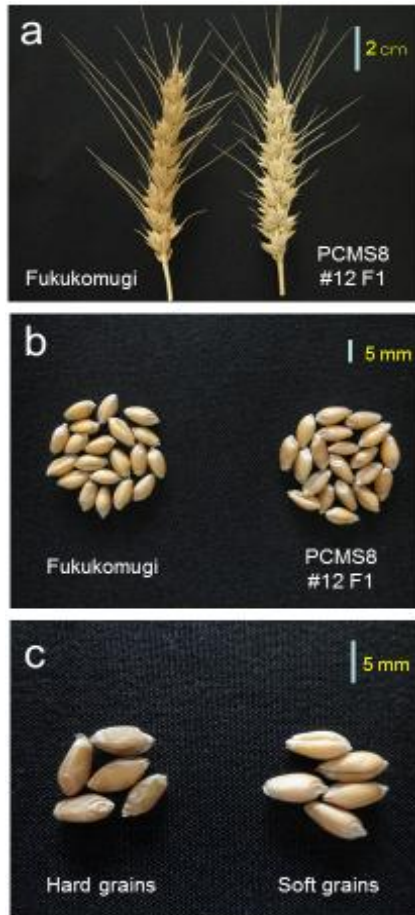 a
2 cm
Fukukomugi
PCMS8
#12 F1
b
5 mm
Fukukomugi
PCMS8
#12 F1
c
5 mm
Hard grains
Soft grains